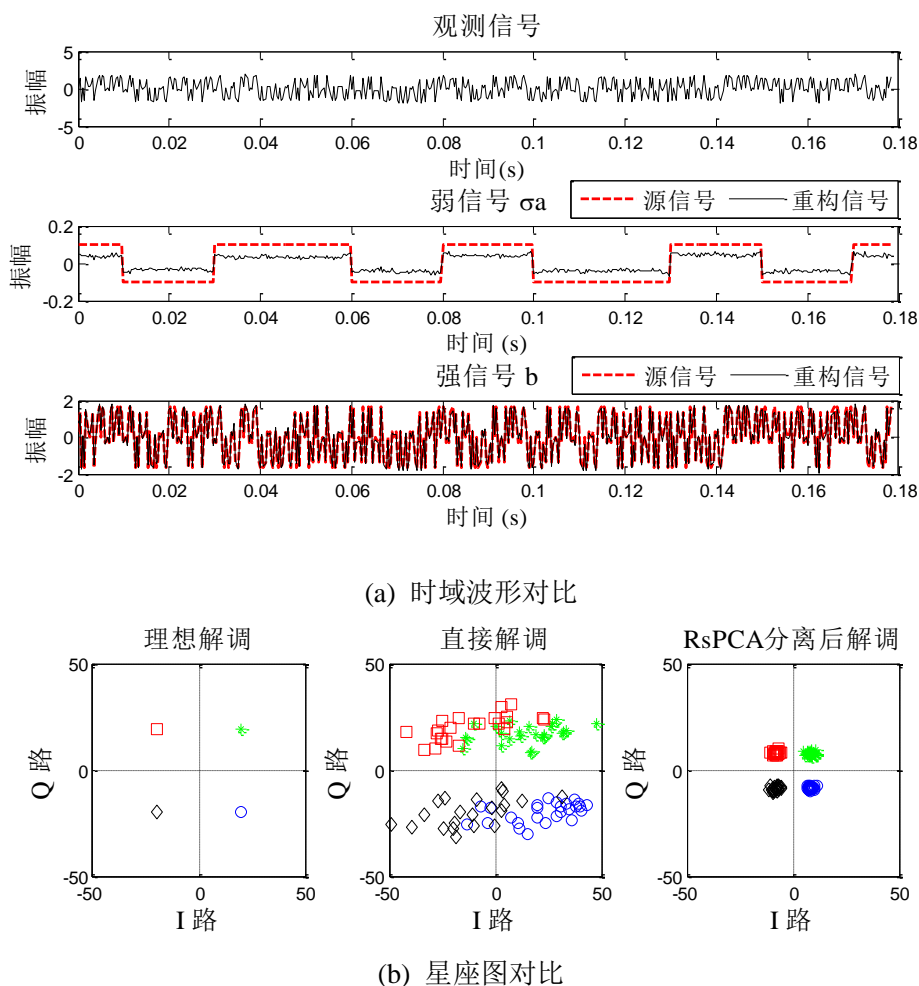 观测信号
5
0
-5
振幅
0 0.02 0.04 0.06 0.08 0.1 0.12 0.14 0.16 0.18
时间(s)
弱信号 σa
源信号 重构信号
0.2
0
-0.2
振幅
0 0.02 0.04 0.06 0.08 0.1 0.12 0.14 0.16 0.18
时间 (s)
强信号 b
源信号 重构信号
2
0
-2
振幅
0 0.02 0.04 0.06 0.08 0.1 0.12 0.14 0.16 0.18
时间 (s)
(a) 时域波形对比
理想解调 直接解调 RsPCA分离后解调
50 50 50
0 0 0
-50 -50 -50
Q 路 Q 路 Q 路
-50 0 50 -50 0 50 -50 0 50
I 路 I 路 I 路
(b) 星座图对比